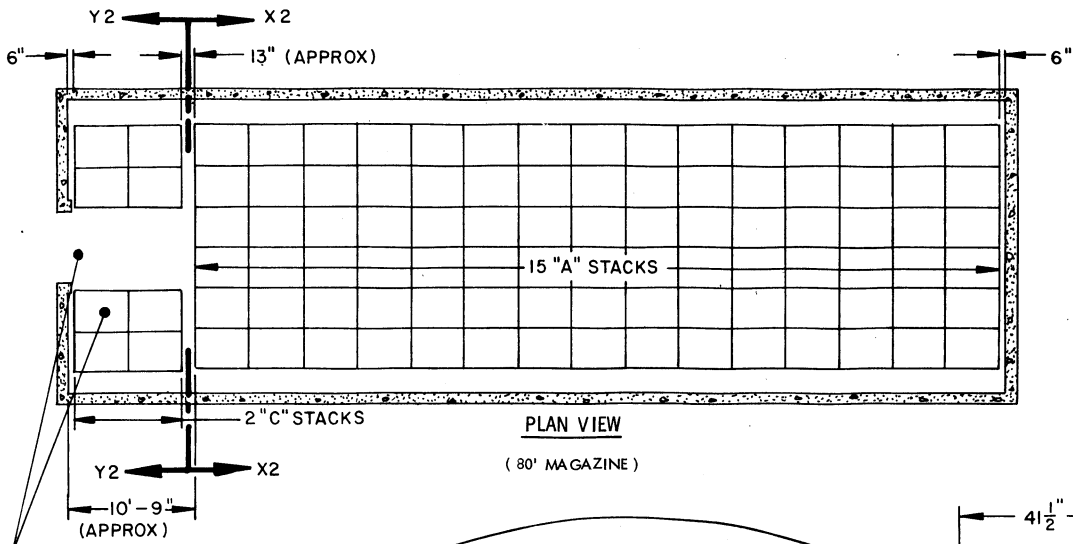 Y2 X2
6" 13" (APPROX) 6"
15 "A" STACKS
2 "C" STACKS
PLAN VIEW
(80' MAGAZINE)
Y2 X2
10'-9"
(APPROX)
41 1/2"